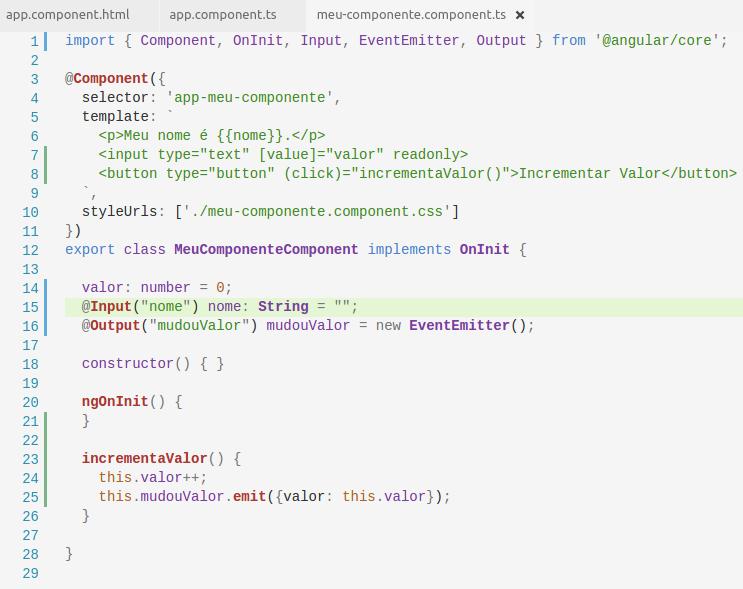 app.component.html app.component.ts meu-componente.component.ts ×
1 import { Component, OnInit, Input, EventEmitter, Output } from '@angular/core';
2
3 @Component({
4   selector: 'app-meu-componente',
5   template: `
6     <p>Meu nome é {{nome}}.</p>
7     <input type="text" [value]="valor" readonly>
8     <button type="button" (click)="incrementaValor()">Incrementar Valor</button>
9   `,
10   styleUrls: ['./meu-componente.component.css']
11 })
12 export class MeuComponenteComponent implements OnInit {
13
14   valor: number = 0;
15   @Input("nome") nome: String = "";
16   @Output("mudouValor") mudouValor = new EventEmitter();
17
18   constructor() { }
19
20   ngOnInit() {
21   }
22
23   incrementaValor() {
24     this.valor++;
25     this.mudouValor.emit({valor: this.valor});
26   }
27
28 }
29